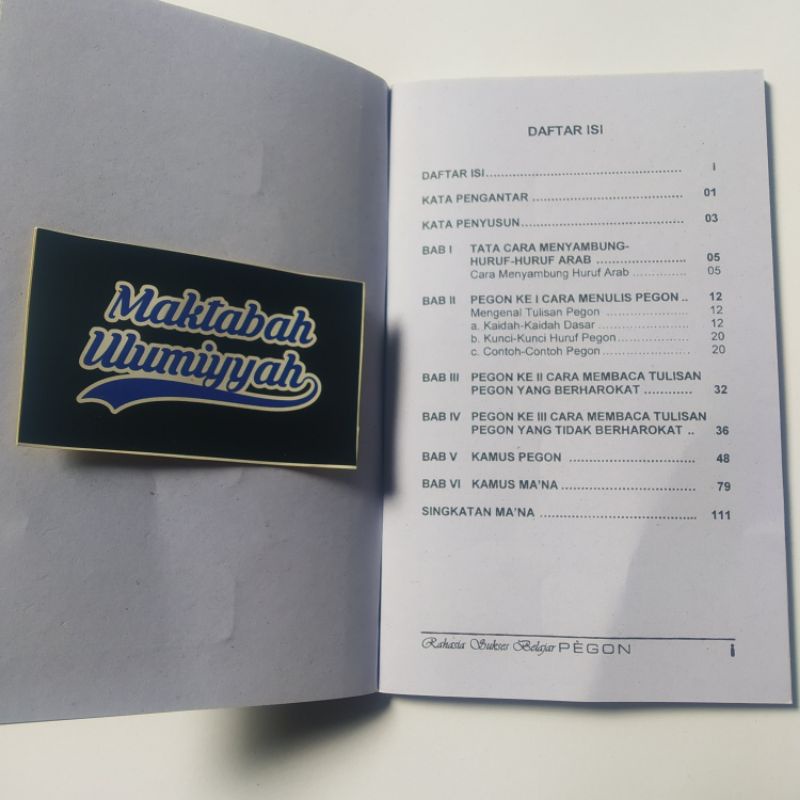 Maktabah
Ulumiyyah
DAFTAR ISI
DAFTAR ISI.................................................... i
KATA PENGANTAR ........................................ 01
KATA PENYUSUN........................................... 03
BAB I TATA CARA MENYAMBUNG-
HURUF-HURUF ARAB ........................ 05
Cara Menyambung Huruf Arab .............. 05
BAB II PEGON KE I CARA MENULIS PEGON .. 12
Mengenal Tulisan Pegon ..................... 12
a. Kaidah-Kaidah Dasar ........................ 12
b. Kunci-Kunci Huruf Pegon................... 20
c. Contoh-Contoh Pegon ....................... 20
BAB III PEGON KE II CARA MEMBACA TULISAN
PEGON YANG BERHAROKAT ............. 32
BAB IV PEGON KE III CARA MEMBACA TULISAN
PEGON YANG TIDAK BERHAROKAT .. 36
BAB V KAMUS PEGON ................................. 48
BAB VI KAMUS MA'NA ................................... 79
SINGKATAN MA'NA ........................................ 111
Rahasia Sukses Belajar PÈGON i